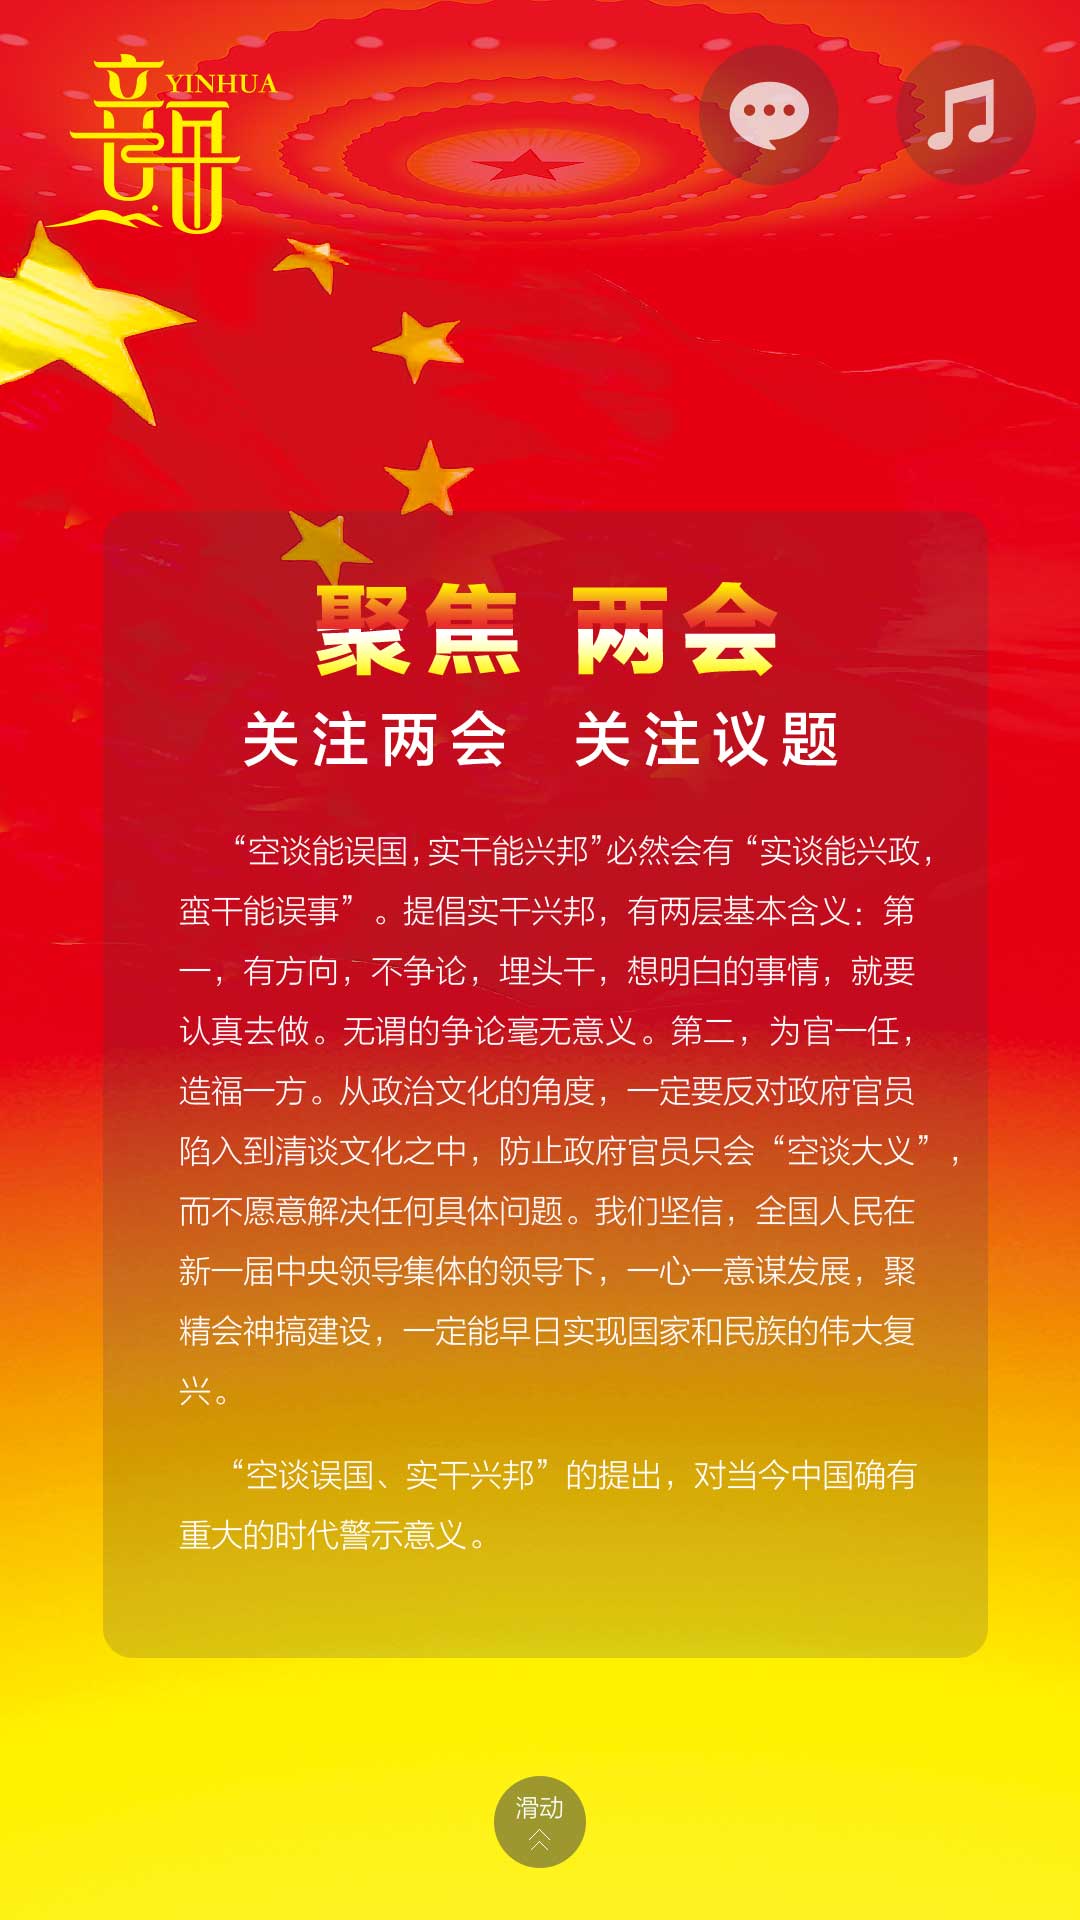 YINHUA
聚焦 两会
关注两会 关注议题
“空谈能误国，实干能兴邦”必然会有“实谈能兴政，
蛮干能误事”。提倡实干兴邦，有两层基本含义：第
一，有方向，不争论，埋头干，想明白的事情，就要
认真去做。无谓的争论毫无意义。第二，为官一任，
造福一方。从政治文化的角度，一定要反对政府官员
陷入到清谈文化之中，防止政府官员只会“空谈大义”，
而不愿意解决任何具体问题。我们坚信，全国人民在
新一届中央领导集体的领导下，一心一意谋发展，聚
精会神搞建设，一定能早日实现国家和民族的伟大复
兴。
“空谈误国、实干兴邦”的提出，对当今中国确有
重大的时代警示意义。
滑动